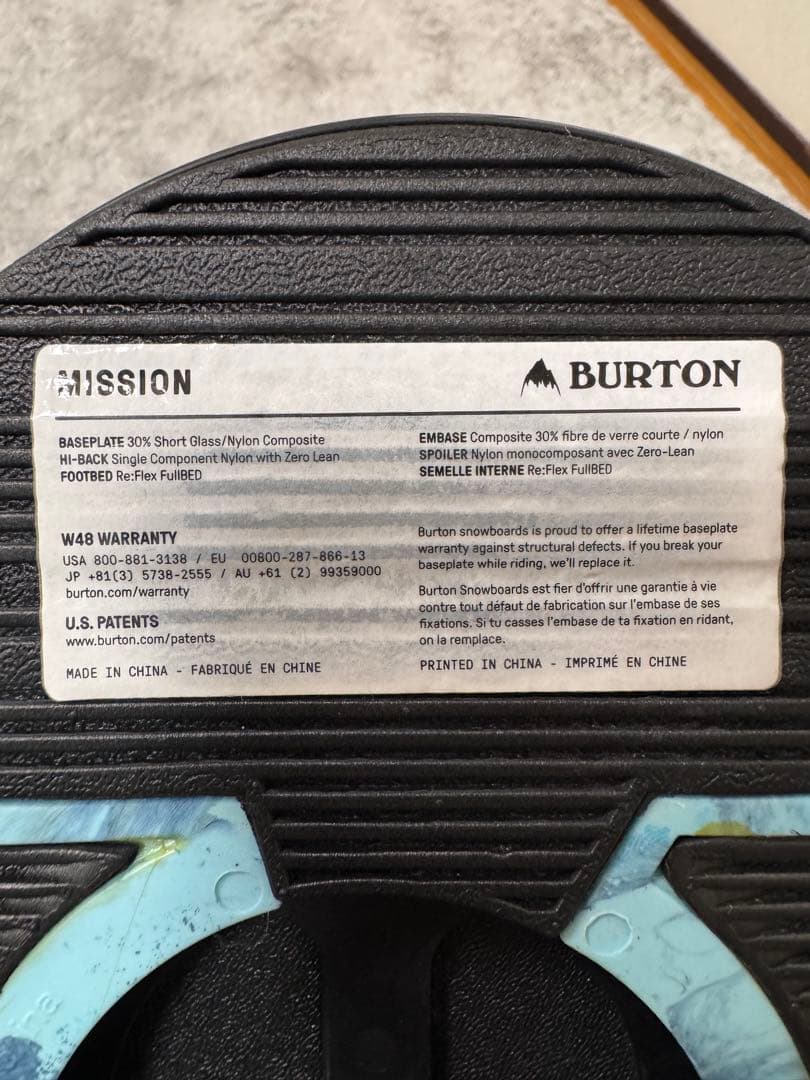 MISSION
BURTON
BASEPLATE 30% Short Glass/Nylon Composite
HI-BACK Single Component Nylon with Zero Lean
FOOTBED Re:Flex FullBED
EMBASE Composite 30% fibre de verre courte / nylon
SPOILER Nylon monocomposant avec Zero-Lean
SEMELLE INTERNE Re:Flex FullBED
W48 WARRANTY
USA 800-881-3138 / EU 00800-287-866-13
JP +81(3) 5738-2555 / AU +61 (2) 99359000
burton.com/warranty
U.S. PATENTS
www.burton.com/patents
MADE IN CHINA - FABRIQUÉ EN CHINE
Burton snowboards is proud to offer a lifetime baseplate
warranty against structural defects. If you break your
baseplate while riding, we'll replace it.
Burton Snowboards est fier d'offrir une garantie à vie
contre tout défaut de fabrication sur l'embase de ses
fixations. Si tu casses l'embase de ta fixation en ridant,
on la remplace.
PRINTED IN CHINA - IMPRIMÉ EN CHINE